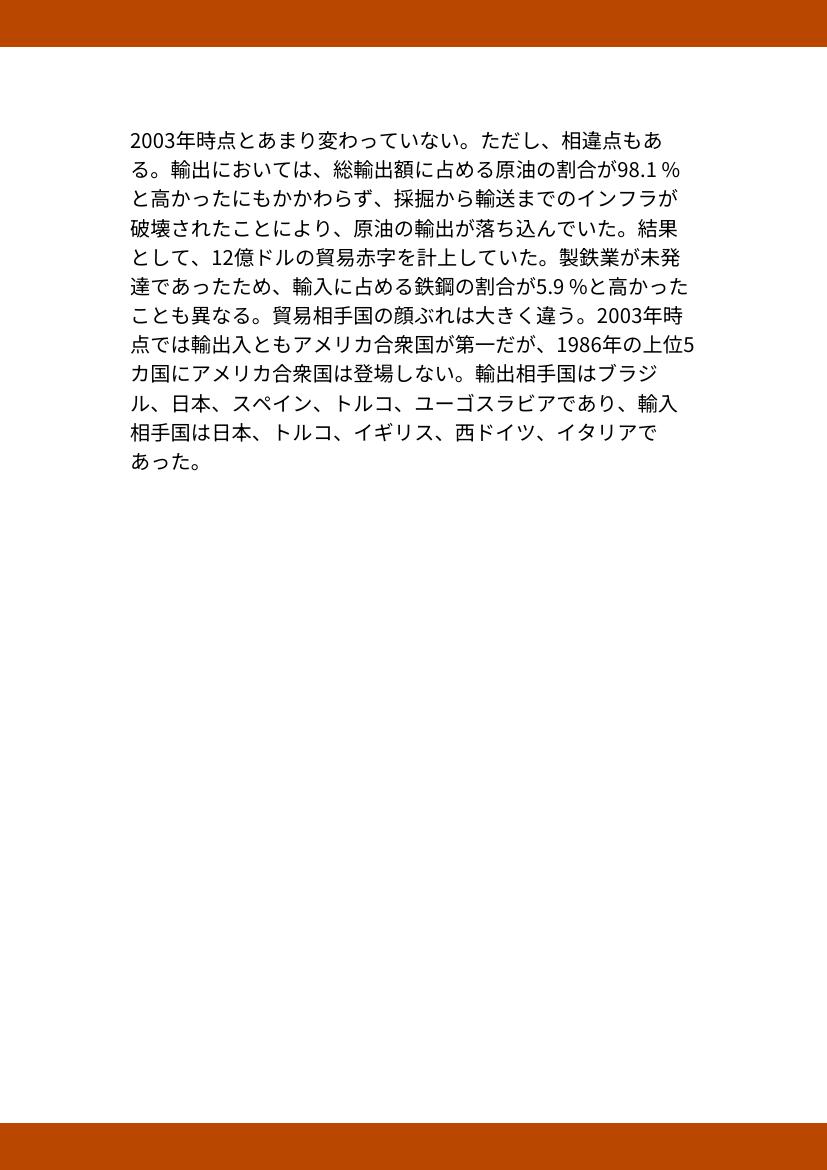 2003年時点とあまり変わっていない。ただし、相違点もあ
る。輸出においては、総輸出額に占める原油の割合が98.1 %
と高かったにもかかわらず、採掘から輸送までのインフラが
破壊されたことにより、原油の輸出が落ち込んでいた。結果
として、12億ドルの貿易赤字を計上していた。製鉄業が未発
達であったため、輸入に占める鉄鋼の割合が5.9 %と高かった
ことも異なる。貿易相手国の顔ぶれは大きく違う。2003年時
点では輸出入ともアメリカ合衆国が第一だが、1986年の上位5
カ国にアメリカ合衆国は登場しない。輸出相手国はブラジ
ル、日本、スペイン、トルコ、ユーゴスラビアであり、輸入
相手国は日本、トルコ、イギリス、西ドイツ、イタリアで
あった。